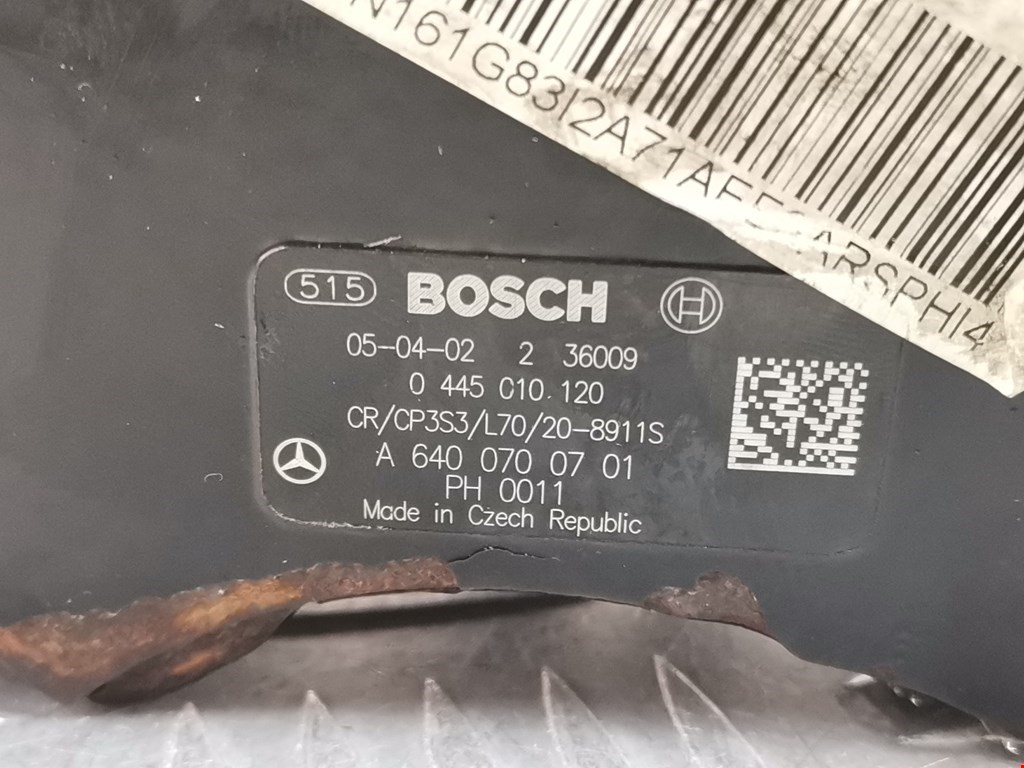 N161G83I2A71AE52ARSPHI4
515 BOSCH
05-04-02 2 36009
0 445 010 120
CR/CP3S3/L70/20-8911S
A 640 070 07 01
PH 0011
Made in Czech Republic